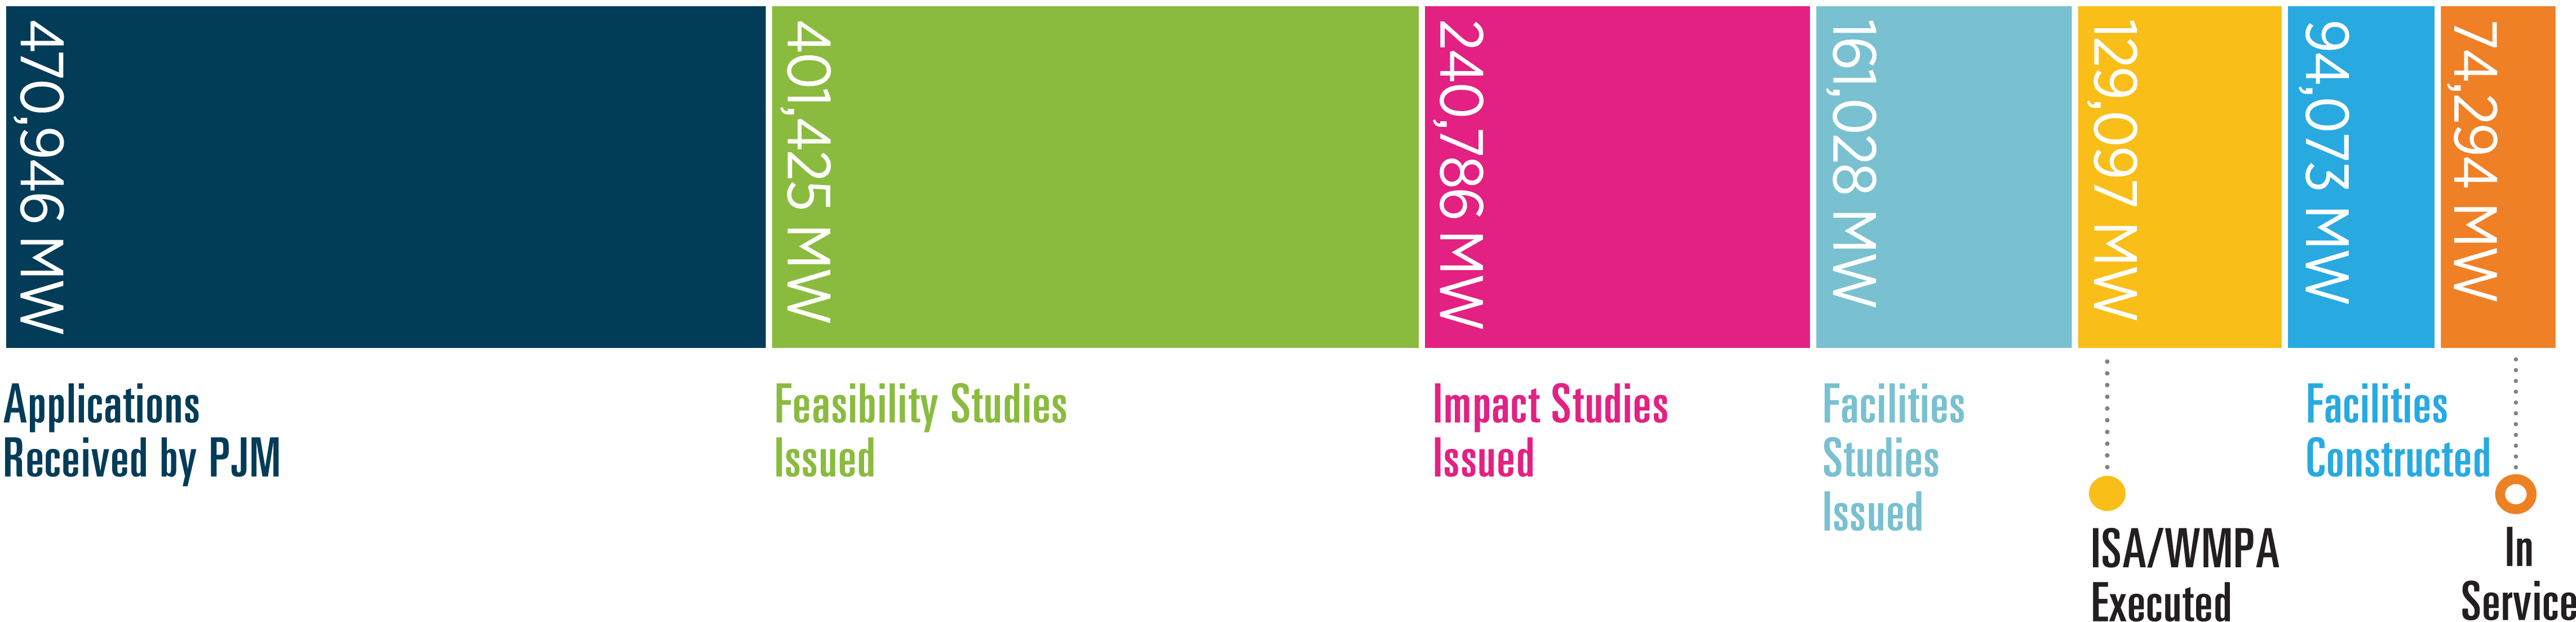 470,946 MW
401,425 MW
240,786 MW
161,028 MW
129,097 MW
94,073 MW
74,294 MW
Applications
Received by PJM
Feasibility Studies
Issued
Impact Studies
Issued
Facilities
Studies
Issued
ISA/WMPA
Executed
Facilities
Constructed
In
Service